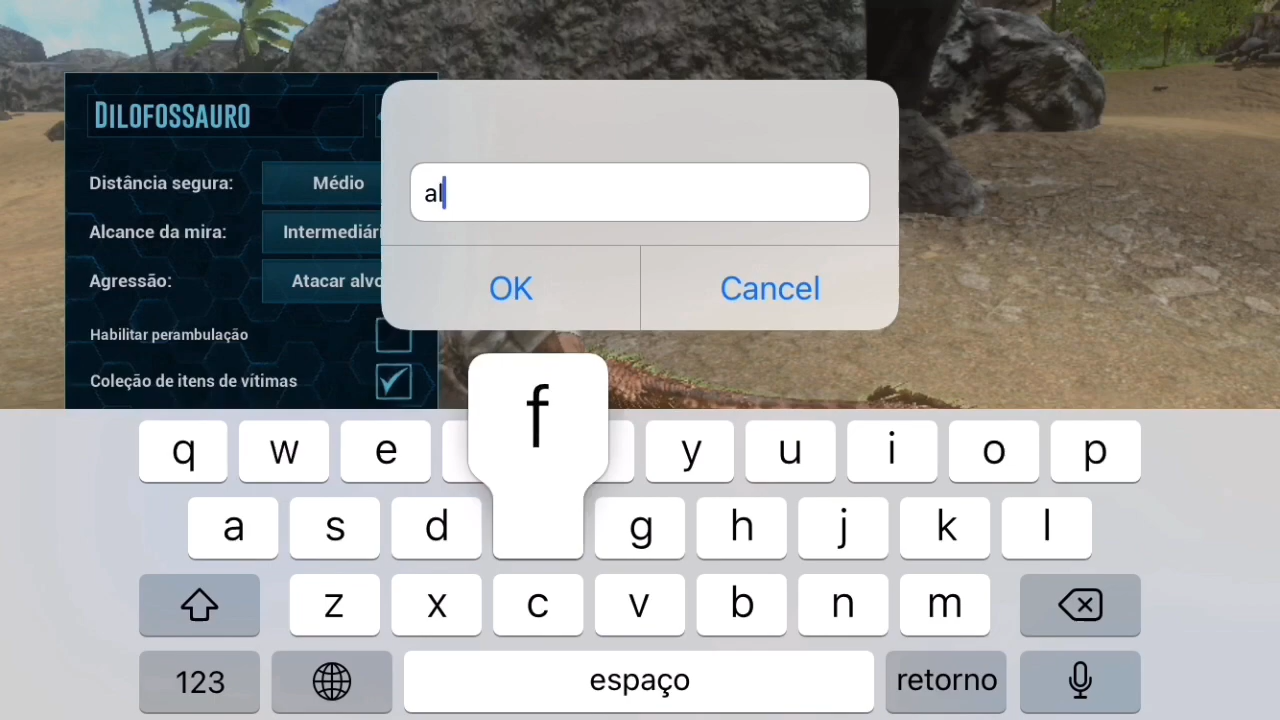 DILOFOSSAURO
Distância segura: Médio
Alcance da mira: Intermediári
Agressão: Atacar alvo
Habilitar perambulação
Coleção de itens de vítimas
al
OK Cancel
f
q w e y u i o p
a s d g h j k l
z x c v b n m
123 espaço retorno